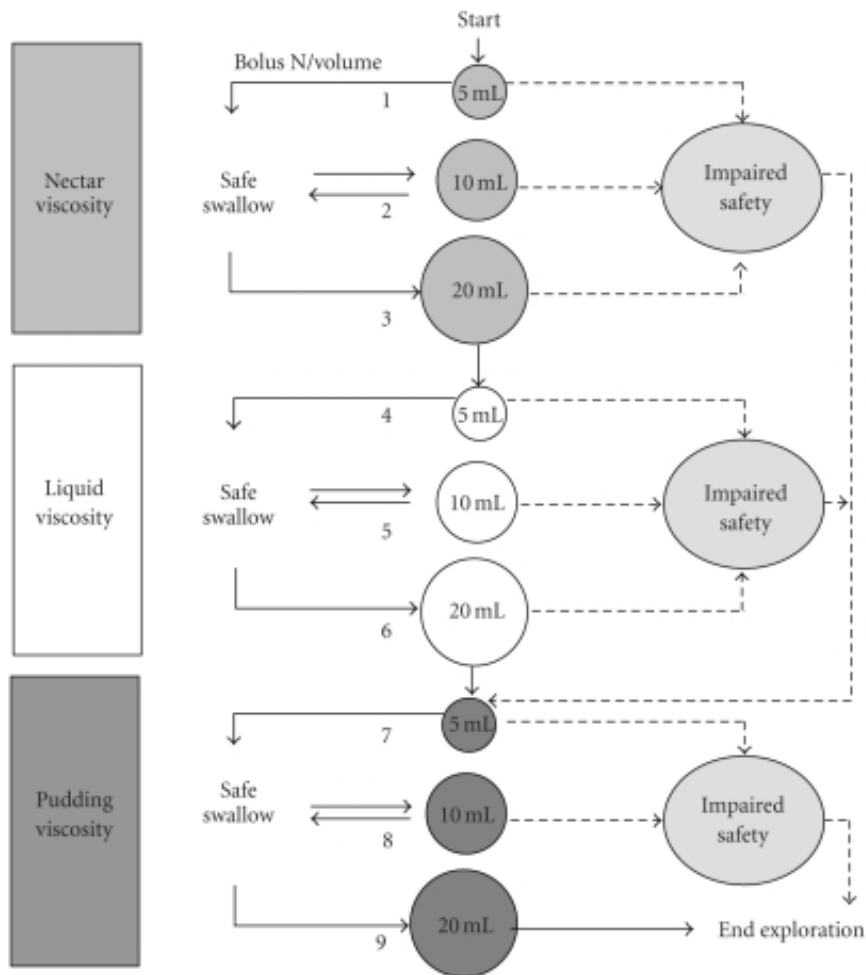 Start
Bolus N/volume
1
5 mL
Nectar
viscosity
Safe
swallow
2
10 mL
Impaired
safety
3
20 mL
4
5 mL
Liquid
viscosity
Safe
swallow
5
10 mL
Impaired
safety
6
20 mL
7
5 mL
Pudding
viscosity
Safe
swallow
8
10 mL
Impaired
safety
9
20 mL
End exploration